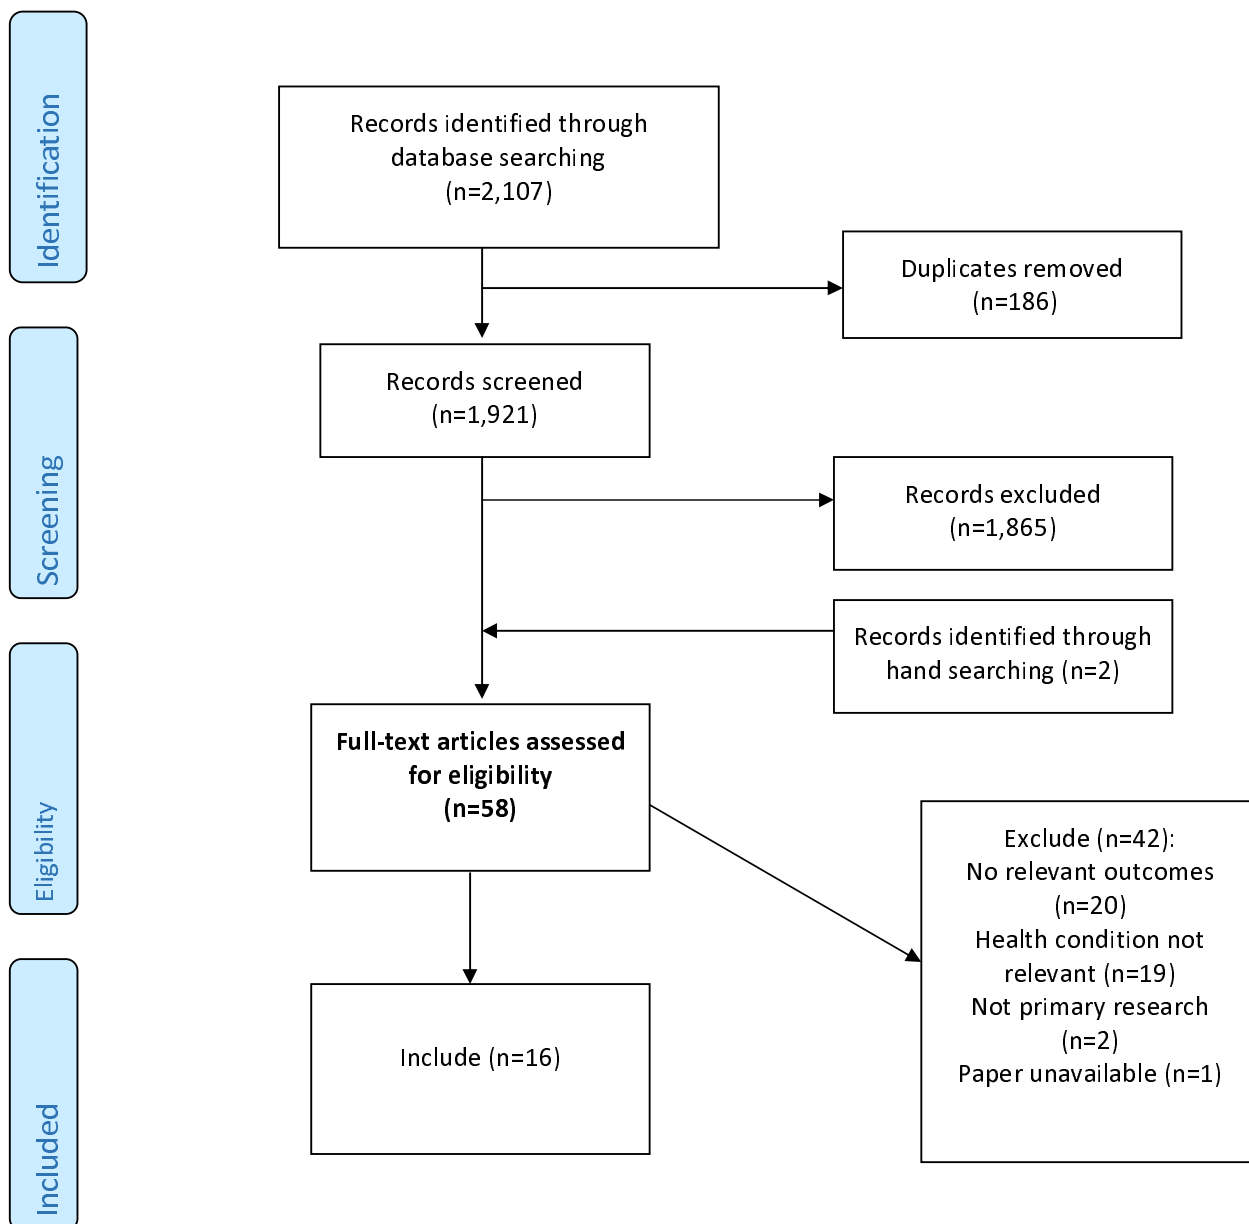 Identification
Records identified through
database searching
(n=2,107)
Duplicates removed
(n=186)
Screening
Records screened
(n=1,921)
Records excluded
(n=1,865)
Records identified through
hand searching (n=2)
Eligibility
Full-text articles assessed
for eligibility
(n=58)
Exclude (n=42):
No relevant outcomes
(n=20)
Health condition not
relevant (n=19)
Not primary research
(n=2)
Paper unavailable (n=1)
Included
Include (n=16)